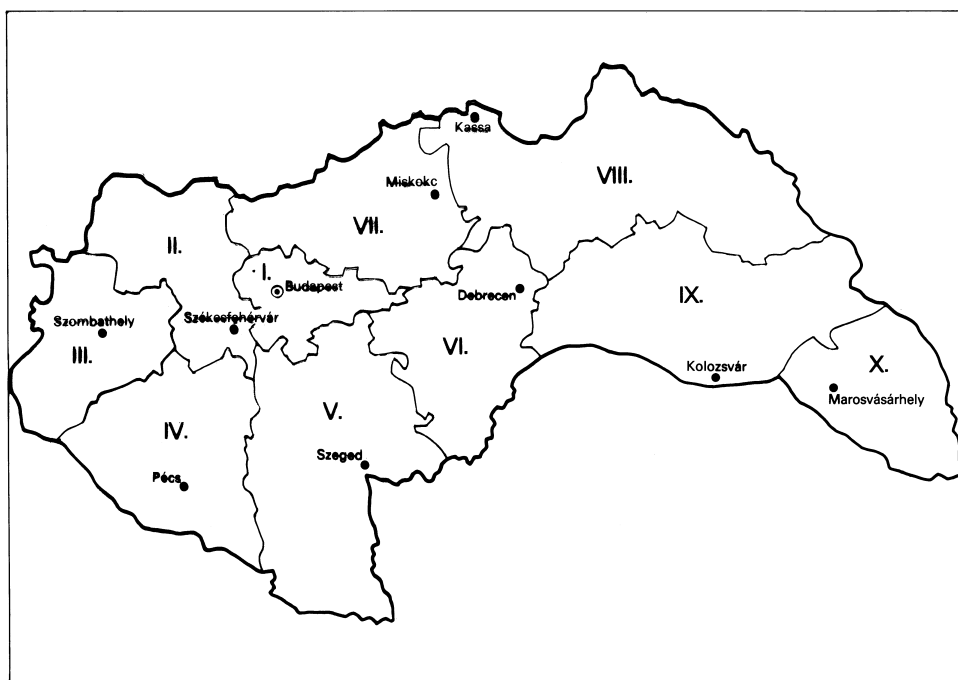 Kassa
VIII.
Miskokc
VII.
II.
I.
Budapest
Debrecen
IX.
Szombathely
Székesfehérvár
III.
VI.
Kolozsvár
X.
Marosvásárhely
V.
IV.
Szeged
Pécs